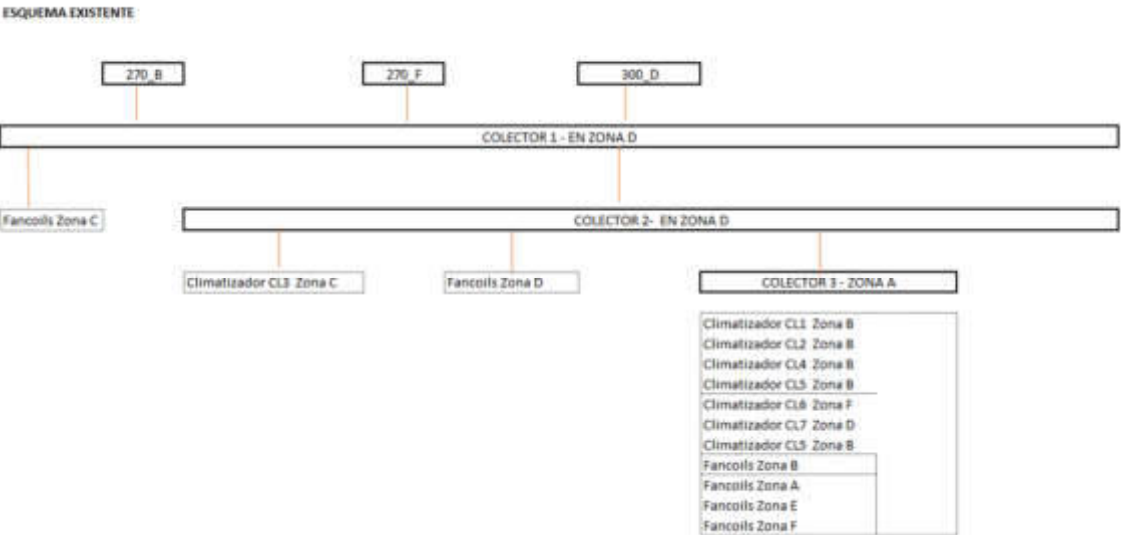 ESQUEMA EXISTENTE
270_B
270_F
300_D
COLECTOR 1 - EN ZONA D
Fancoils Zona C
COLECTOR 2- EN ZONA D
Climatizador CL3 Zona C
Fancoils Zona D
COLECTOR 3 - ZONA A
Climatizador CL1 Zona B
Climatizador CL2 Zona B
Climatizador CL4 Zona B
Climatizador CL5 Zona B
Climatizador CL6 Zona F
Climatizador CL7 Zona D
Climatizador CL5 Zona B
Fancoils Zona B
Fancoils Zona A
Fancoils Zona E
Fancoils Zona F